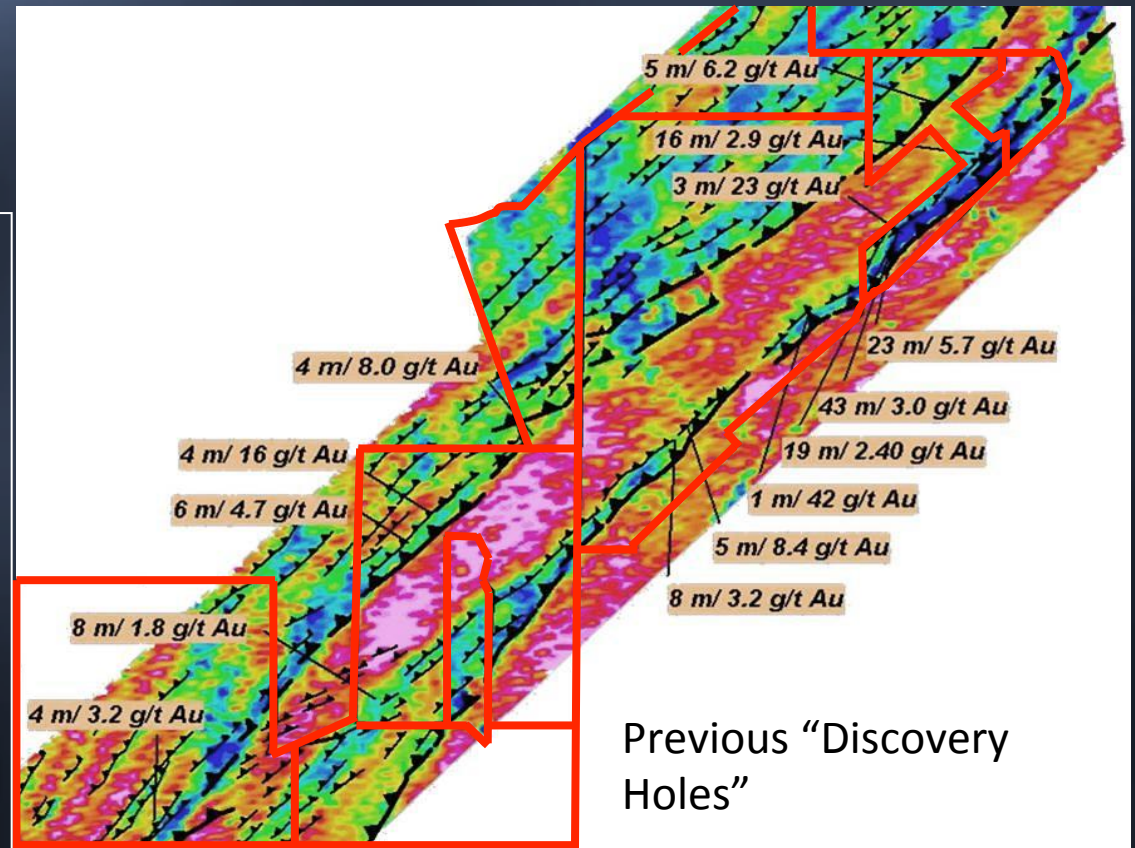 5 m/ 6.2 g/t Au
16 m/ 2.9 g/t Au
3 m/ 23 g/t Au
4 m/ 8.0 g/t Au
23 m/ 5.7 g/t Au
43 m/ 3.0 g/t Au
4 m/ 16 g/t Au
19 m/ 2.40 g/t Au
6 m/ 4.7 g/t Au
1 m/ 42 g/t Au
5 m/ 8.4 g/t Au
8 m/ 3.2 g/t Au
8 m/ 1.8 g/t Au
4 m/ 3.2 g/t Au
Previous “Discovery
Holes”